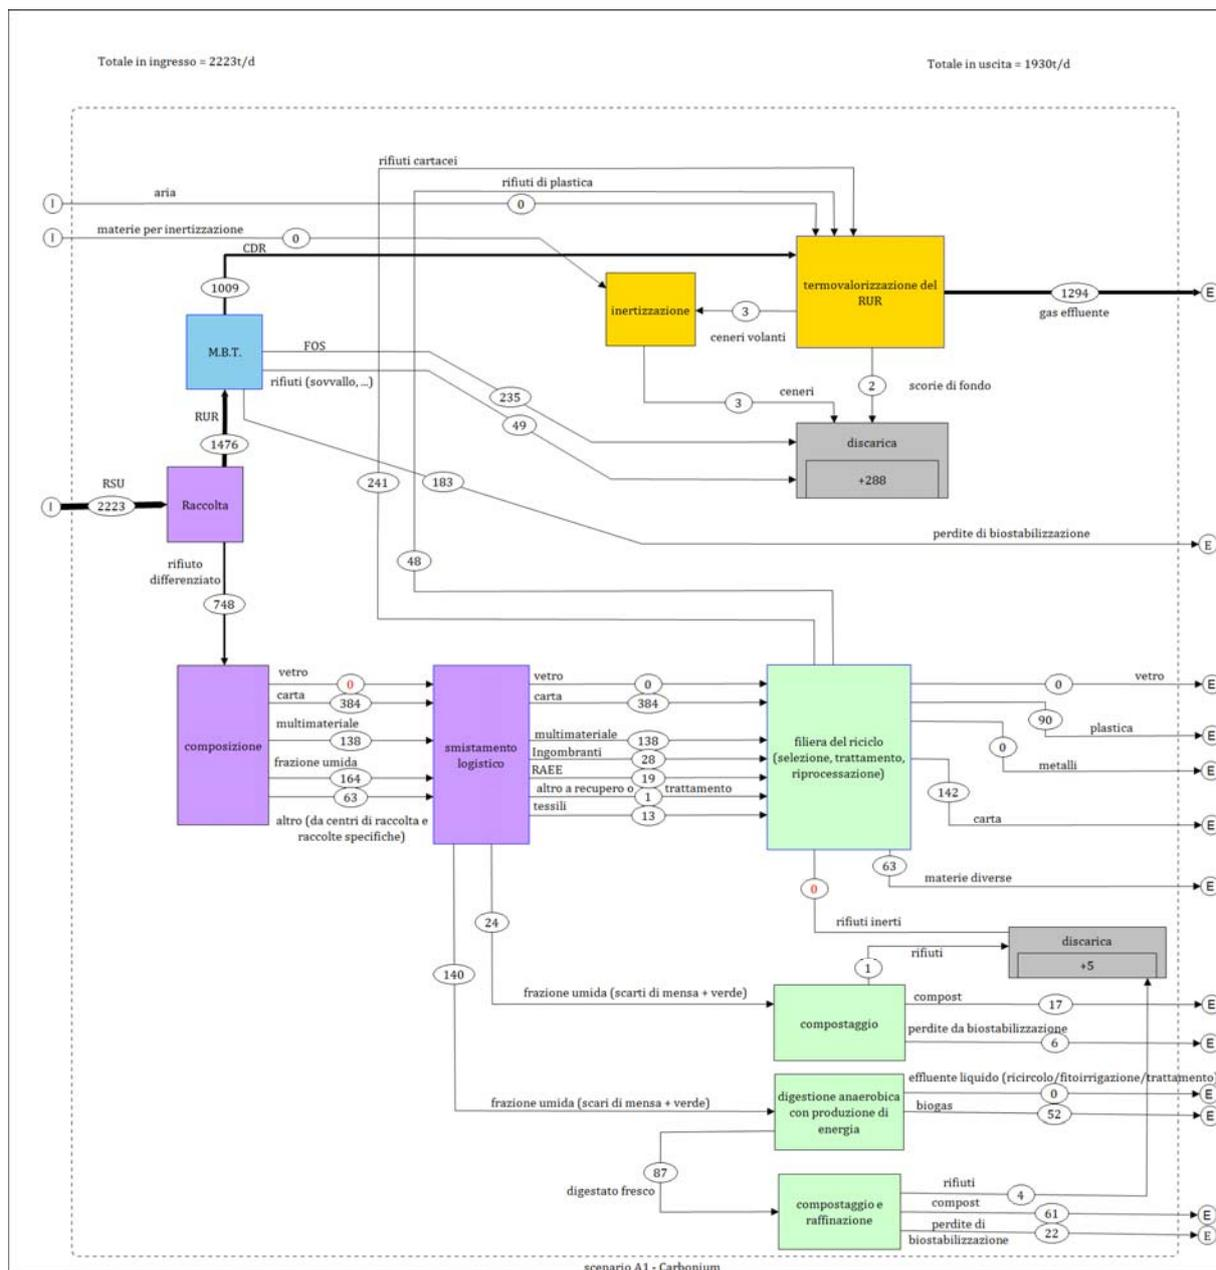 Totale in ingresso = 2223t/d
Totale in uscita = 1930t/d
rifiuti cartacei
rifiuti di plastica
aria
I
0
materie per inertizzazione
I
0
CDR
1009
termovalorizzazione del
RUR
1294
E
gas effluente
inertizzazione
3
ceneri volanti
M.B.T.
FOS
rifiuti (sovvallo, ...)
235
49
2
scorie di fondo
ceneri
3
discarica
+288
RUR
1476
RSU
I
2223
Raccolta
241
183
perdite di biostabilizzazione
E
48
rifiuto
differenziato
748
composizione
vetro
0
carta
384
multimateriale
138
frazione umida
164
63
altro (da centri di raccolta e
raccolte specifiche)
smistamento
logistico
vetro
0
carta
384
multimateriale
138
Ingombranti
28
RAEE
19
altro a recupero o
1
trattamento
tessili
13
filiera del riciclo
(selezione, trattamento,
riprocessazione)
0
vetro
E
90
plastica
E
0
metalli
E
142
carta
E
63
materie diverse
E
0
rifiuti inerti
discarica
+5
24
140
rifiuti
1
frazione umida (scarti di mensa + verde)
compostaggio
compost
17
E
perdite da biostabilizzazione
6
E
frazione umida (scari di mensa + verde)
digestione anaerobica
con produzione di
energia
effluente liquido (ricircolo/fitoirrigazione/trattamento)
0
E
biogas
52
E
87
digestato fresco
compostaggio e
raffinazione
rifiuti
4
compost
61
E
perdite di
biostabilizzazione
22
E
scenario A1 - Carbonium